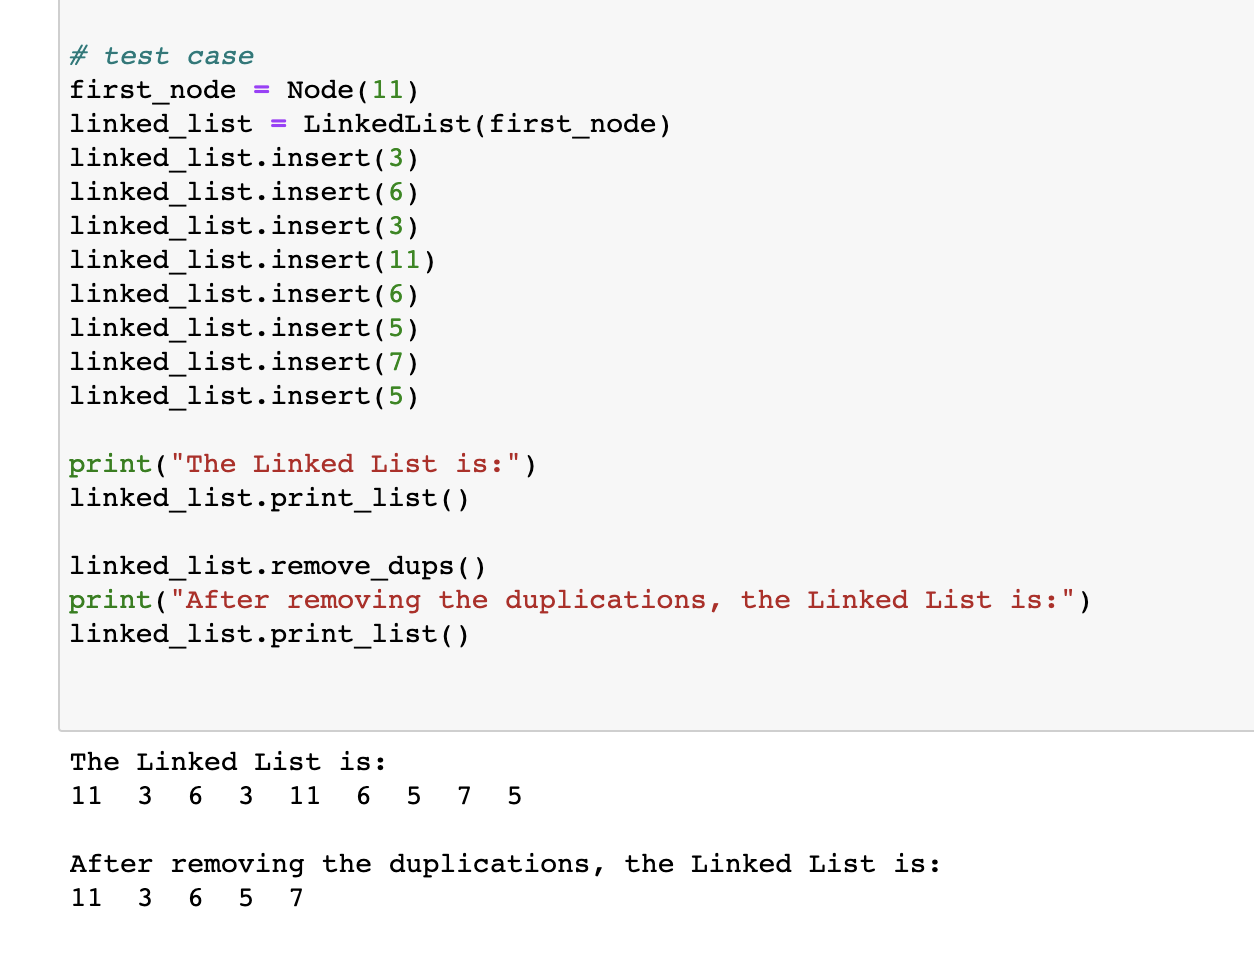 # test case
first_node = Node(11)
linked_list = LinkedList(first_node)
linked_list.insert(3)
linked_list.insert(6)
linked_list.insert(3)
linked_list.insert(11)
linked_list.insert(6)
linked_list.insert(5)
linked_list.insert(7)
linked_list.insert(5)
print("The Linked List is:")
linked_list.print_list()
linked_list.remove_dups()
print("After removing the duplications, the Linked List is:")
linked_list.print_list()
The Linked List is:
11  3  6  3  11  6  5  7  5
After removing the duplications, the Linked List is:
11  3  6  5  7